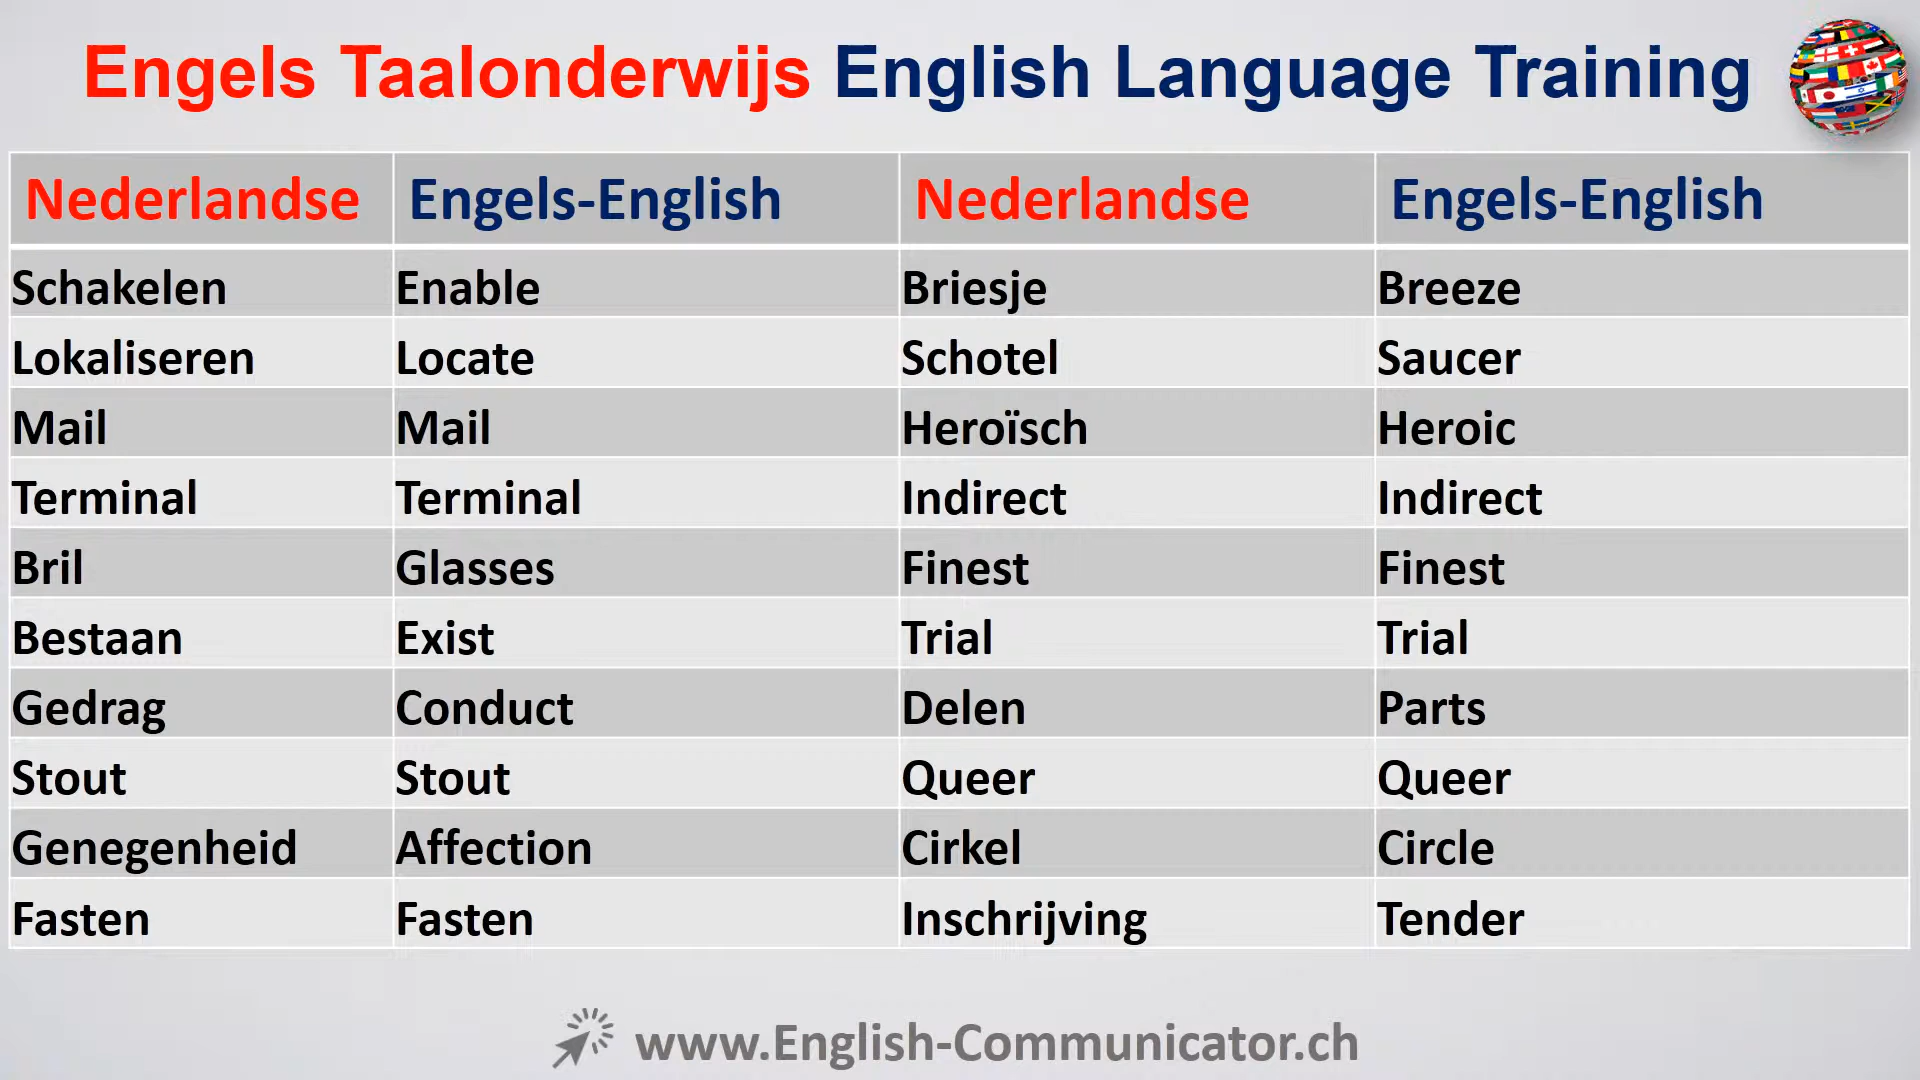 Engels Taalonderwijs English Language Training
Nederlandse Engels-English Nederlandse Engels-English
Schakelen Enable Briesje Breeze
Lokaliseren Locate Schotel Saucer
Mail Mail Heroïsch Heroic
Terminal Terminal Indirect Indirect
Bril Glasses Finest Finest
Bestaan Exist Trial Trial
Gedrag Conduct Delen Parts
Stout Stout Queer Queer
Genegenheid Affection Cirkel Circle
Fasten Fasten Inschrijving Tender
www.English-Communicator.ch